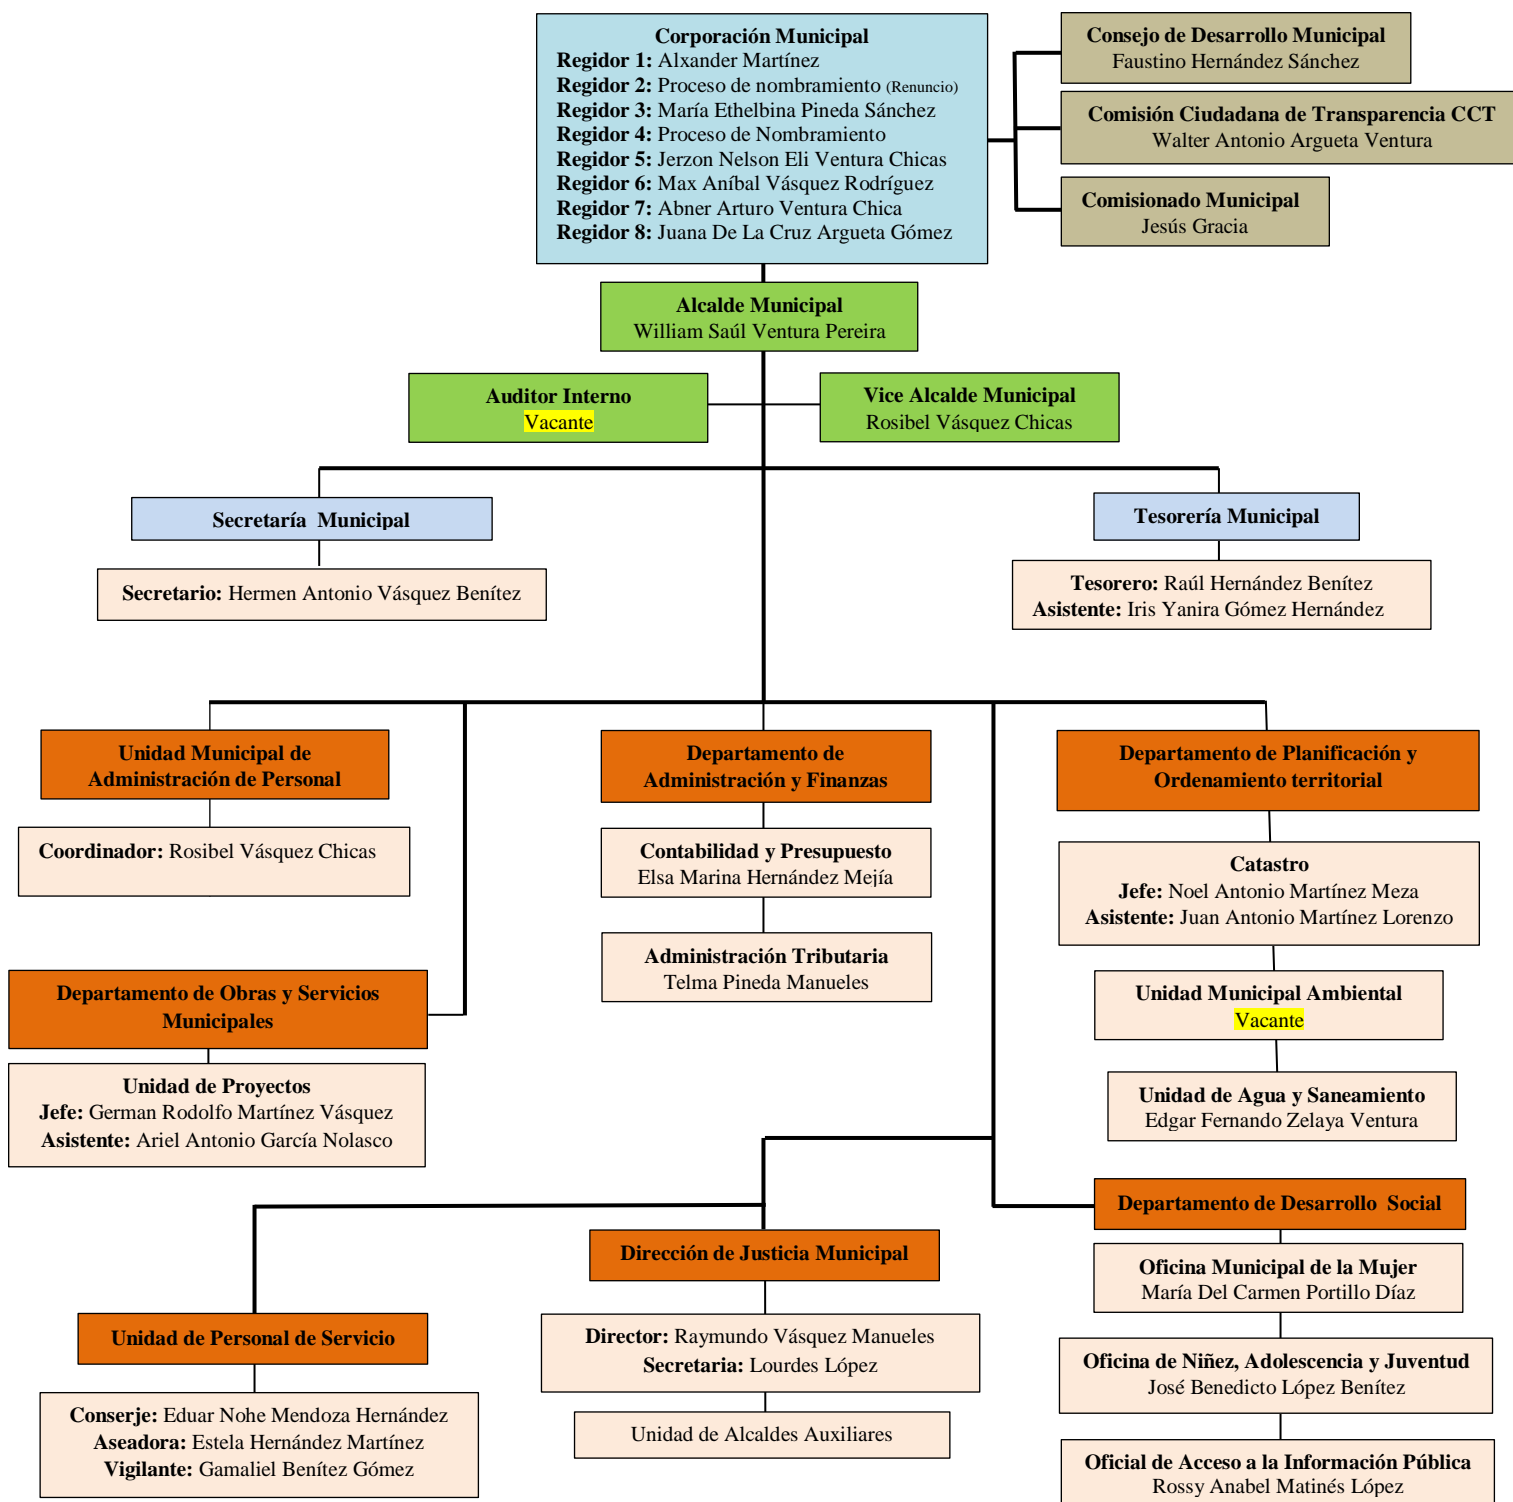 Corporación Municipal
Regidor 1: Alxander Martínez
Regidor 2: Proceso de nombramiento (Renuncio)
Regidor 3: María Ethelbina Pineda Sánchez
Regidor 4: Proceso de Nombramiento
Regidor 5: Jerzon Nelson Eli Ventura Chicas
Regidor 6: Max Aníbal Vásquez Rodríguez
Regidor 7: Abner Arturo Ventura Chica
Regidor 8: Juana De La Cruz Argueta Gómez
Consejo de Desarrollo Municipal
Faustino Hernández Sánchez
Comisión Ciudadana de Transparencia CCT
Walter Antonio Argueta Ventura
Comisionado Municipal
Jesús Gracia
Alcalde Municipal
William Saúl Ventura Pereira
Auditor Interno
Vacante
Vice Alcalde Municipal
Rosibel Vásquez Chicas
Secretaría Municipal
Secretario: Hermen Antonio Vásquez Benítez
Tesorería Municipal
Tesorero: Raúl Hernández Benítez
Asistente: Iris Yanira Gómez Hernández
Unidad Municipal de
Administración de Personal
Coordinador: Rosibel Vásquez Chicas
Departamento de
Administración y Finanzas
Contabilidad y Presupuesto
Elsa Marina Hernández Mejía
Administración Tributaria
Telma Pineda Manueles
Departamento de Planificación y
Ordenamiento territorial
Catastro
Jefe: Noel Antonio Martínez Meza
Asistente: Juan Antonio Martínez Lorenzo
Unidad Municipal Ambiental
Vacante
Unidad de Agua y Saneamiento
Edgar Fernando Zelaya Ventura
Departamento de Obras y Servicios
Municipales
Unidad de Proyectos
Jefe: German Rodolfo Martínez Vásquez
Asistente: Ariel Antonio García Nolasco
Departamento de Desarrollo Social
Oficina Municipal de la Mujer
María Del Carmen Portillo Díaz
Oficina de Niñez, Adolescencia y Juventud
José Benedicto López Benítez
Oficial de Acceso a la Información Pública
Rossy Anabel Matinés López
Dirección de Justicia Municipal
Director: Raymundo Vásquez Manueles
Secretaria: Lourdes López
Unidad de Alcaldes Auxiliares
Unidad de Personal de Servicio
Conserje: Eduar Nohe Mendoza Hernández
Aseadora: Estela Hernández Martínez
Vigilante: Gamaliel Benítez Gómez